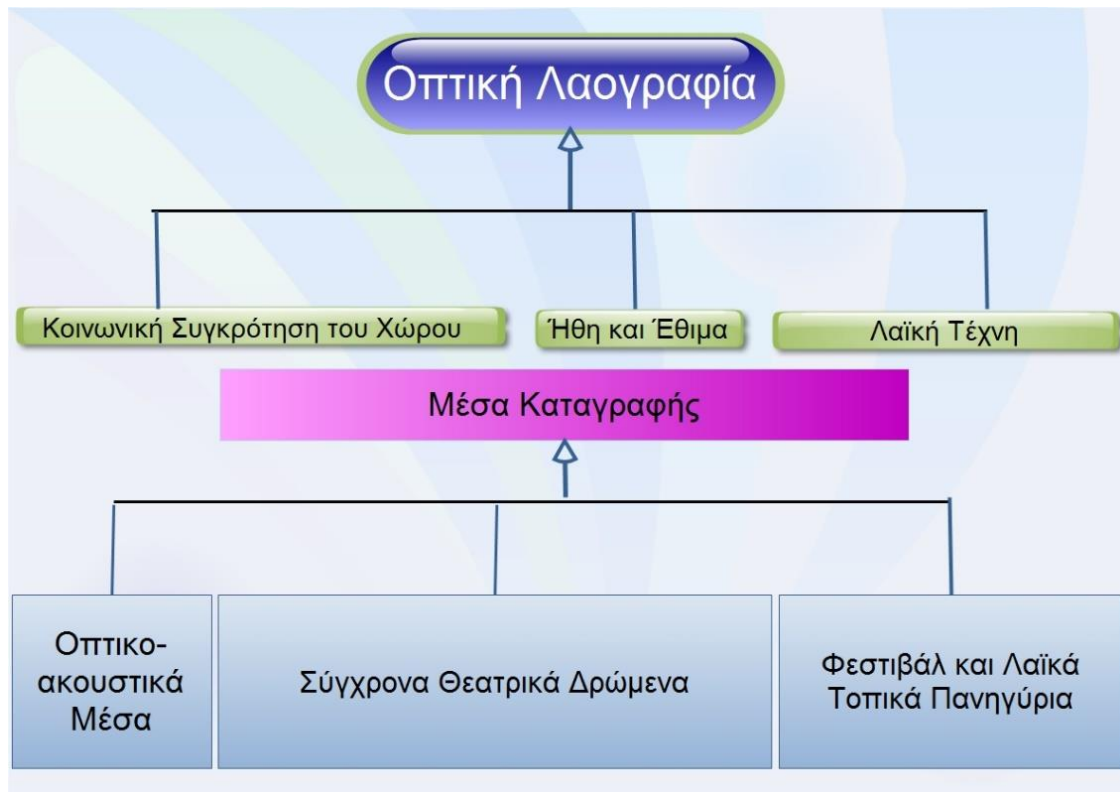 Οπτική Λαογραφία
Κοινωνική Συγκρότηση του Χώρου
Ήθη και Έθιμα
Λαϊκή Τέχνη
Μέσα Καταγραφής
Οπτικο-
ακουστικά
Μέσα
Σύγχρονα Θεατρικά Δρώμενα
Φεστιβάλ και Λαϊκά
Τοπικά Πανηγύρια